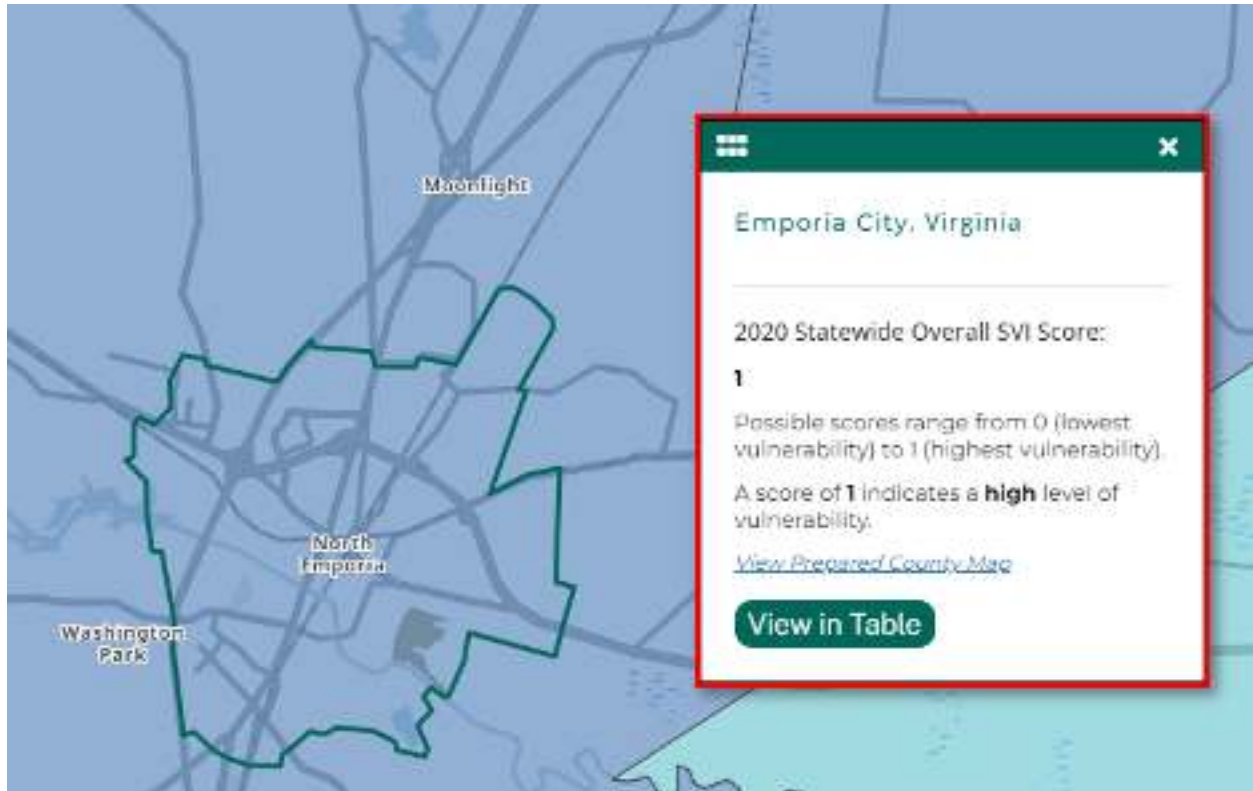 Moonlight
Emporia City, Virginia
2020 Statewide Overall SVI Score:
1
Possible scores range from 0 (lowest
vulnerability) to 1 (highest vulnerability).
A score of 1 indicates a high level of
vulnerability.
View Prepared County Map
View in Table
North
Emporia
Washington
Park